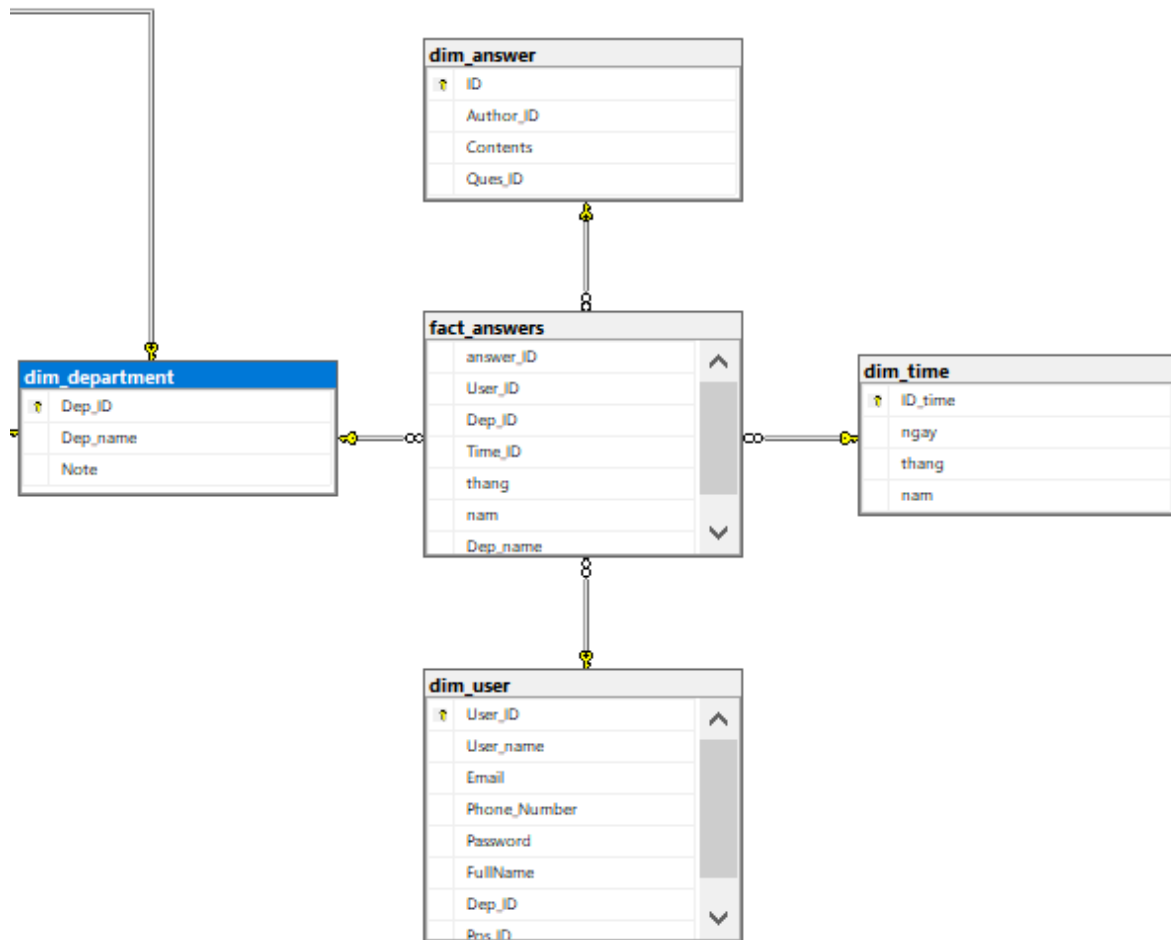 dim_answer
ID
Author_ID
Contents
Ques_ID
fact_answers
answer_ID
User_ID
Dep_ID
Time_ID
thang
nam
Dep_name
dim_department
Dep_ID
Dep_name
Note
dim_time
ID_time
ngay
thang
nam
dim_user
User_ID
User_name
Email
Phone_Number
Password
FullName
Dep_ID
Pos_ID